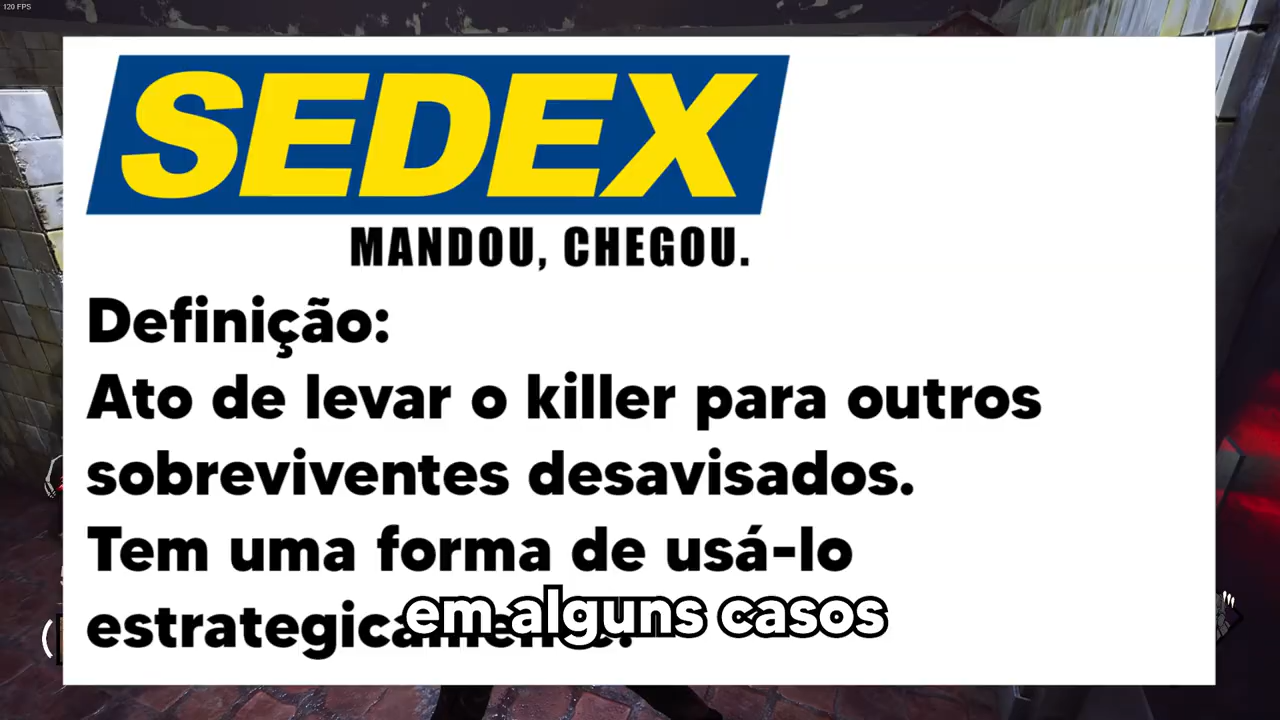 120 FPS
SEDEX
MANDOU, CHEGOU.
Definição:
Ato de levar o killer para outros
sobreviventes desavisados.
Tem uma forma de usá-lo
estrategicamente.
em alguns casos